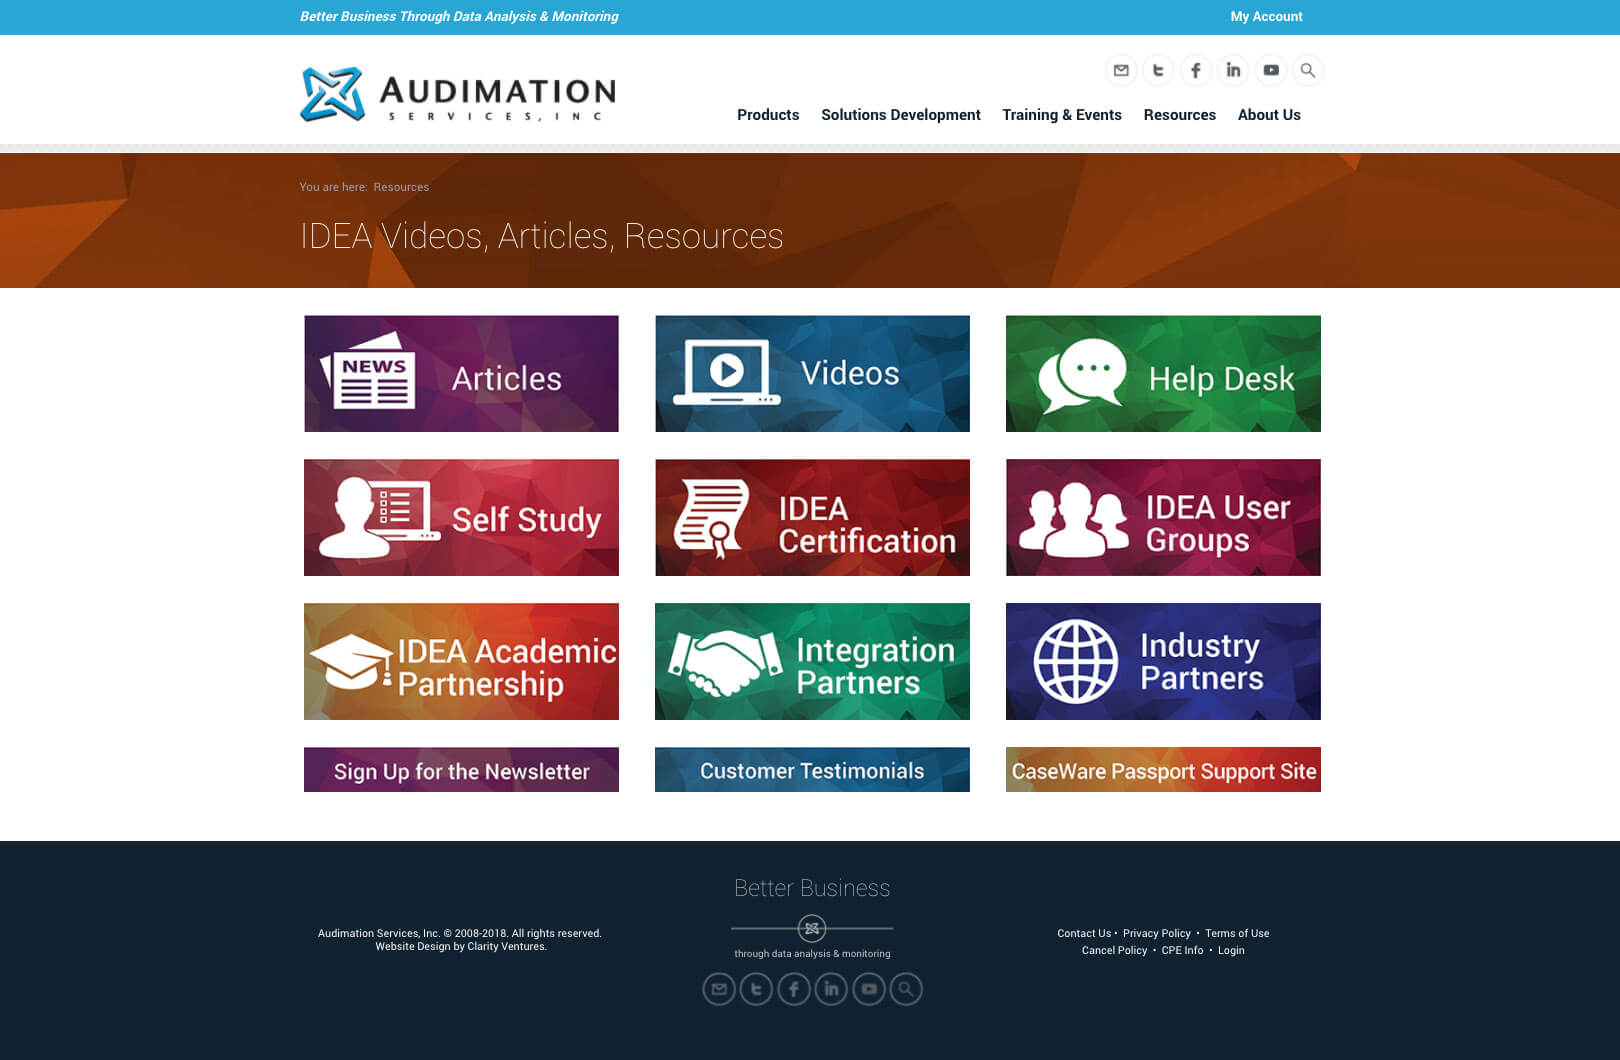 Better Business Through Data Analysis & Monitoring
My Account
AUDIMATION
SERVICES, INC
Products
Solutions Development
Training & Events
Resources
About Us
You are here: Resources
IDEA Videos, Articles, Resources
NEWS
Articles
Videos
Help Desk
Self Study
IDEA
Certification
IDEA User
Groups
IDEA Academic
Partnership
Integration
Partners
Industry
Partners
Sign Up for the Newsletter
Customer Testimonials
CaseWare Passport Support Site
Audimation Services, Inc. © 2008-2018. All rights reserved.
Website Design by Clarity Ventures.
Better Business
through data analysis & monitoring
Contact Us • Privacy Policy • Terms of Use
Cancel Policy • CPE Info • Login